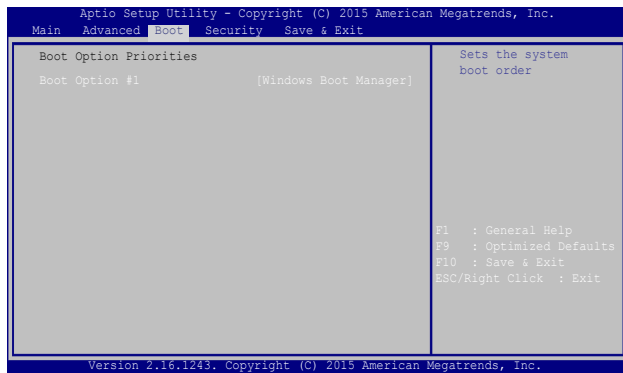 Aptio Setup Utility - Copyright (C) 2015 American Megatrends, Inc.
Main Advanced Boot Security Save & Exit
Boot Option Priorities
Boot Option #1 [Windows Boot Manager]
Sets the system
boot order
F1 : General Help
F9 : Optimized Defaults
F10 : Save & Exit
ESC/Right Click : Exit
Version 2.16.1243. Copyright (C) 2015 American Megatrends, Inc.